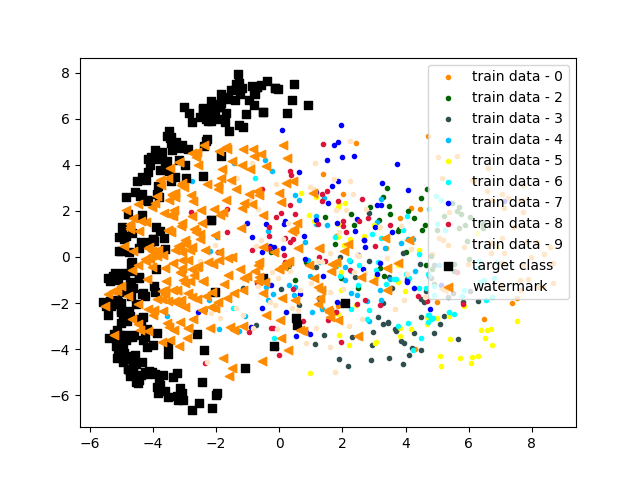 8
6
4
2
0
−2
−4
−6
−6 −4 −2 0 2 4 6 8
train data - 0
train data - 2
train data - 3
train data - 4
train data - 5
train data - 6
train data - 7
train data - 8
train data - 9
target class
watermark